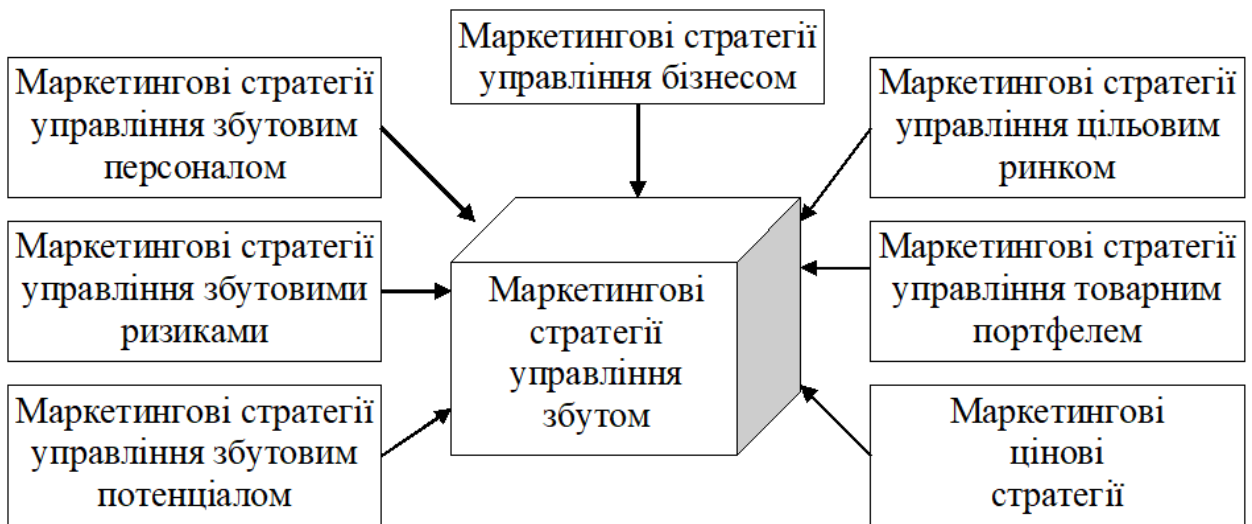 Маркетингові стратегії
управління бізнесом
Маркетингові стратегії
управління збутовим
персоналом
Маркетингові стратегії
управління цільовим
ринком
Маркетингові стратегії
управління збутовими
ризиками
Маркетингові
стратегії
управління
збутом
Маркетингові стратегії
управління товарним
портфелем
Маркетингові стратегії
управління збутовим
потенціалом
Маркетингові
цінові
стратегії